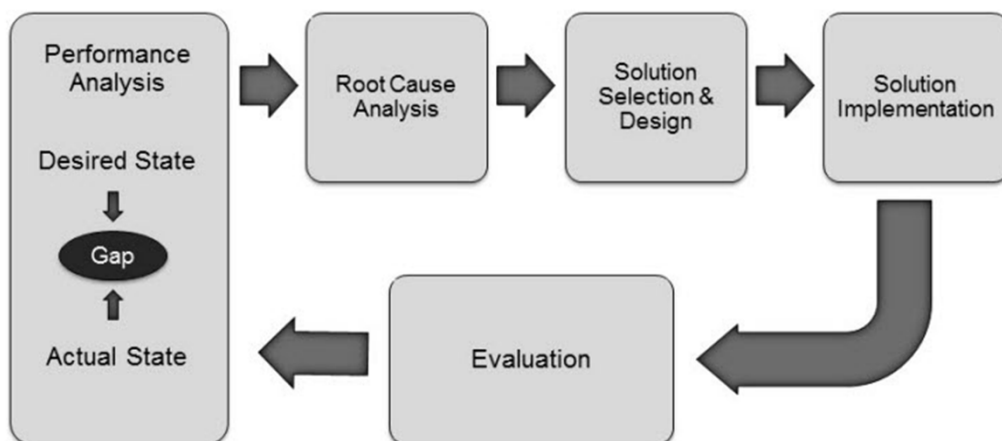 Performance
Analysis
Desired State
Gap
Actual State
Root Cause
Analysis
Solution
Selection &
Design
Solution
Implementation
Evaluation